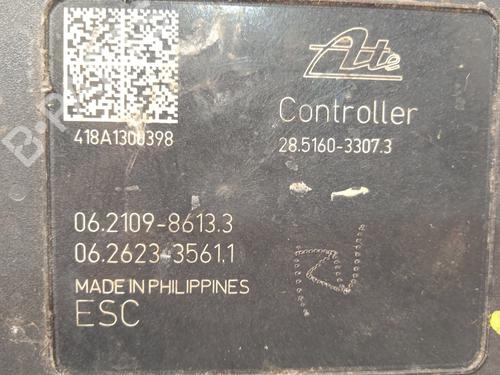 Ate
418A1300398
Controller
28.5160-3307.3
06.2109-8613.3
06.2623-3561.1
MADE IN PHILIPPINES
ESC